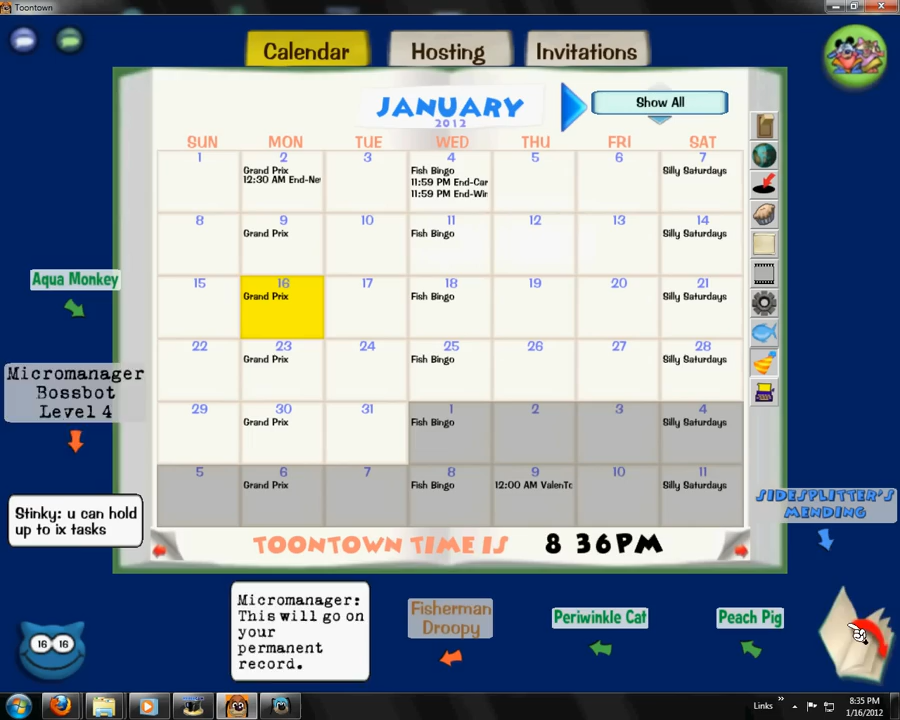 Toontown
Calendar
Hosting
Invitations
JANUARY
2012
Show All
SUN MON TUE WED THU FRI SAT
1 2 3 4 5 6 7
Grand Prix
12:30 AM End-Ne
Fish Bingo
11:59 PM End-Car
11:59 PM End-Win
Silly Saturdays
8 9 10 11 12 13 14
Grand Prix Fish Bingo Silly Saturdays
15 16 17 18 19 20 21
Grand Prix Fish Bingo Silly Saturdays
22 23 24 25 26 27 28
Grand Prix Fish Bingo Silly Saturdays
29 30 31 1 2 3 4
Grand Prix Fish Bingo Silly Saturdays
5 6 7 8 9 10 11
Grand Prix Fish Bingo 12:00 AM ValenTo Silly Saturdays
TOONTOWN TIME IS 8 36PM
Aqua Monkey
Micromanager
Bossbot
Level 4
Stinky: u can hold
up to ix tasks
SIDESPLITTER'S
MENDING
16 16
Micromanager:
This will go on
your
permanent
record.
Fisherman
Droopy
Periwinkle Cat
Peach Pig
Links
8:35 PM
1/16/2012